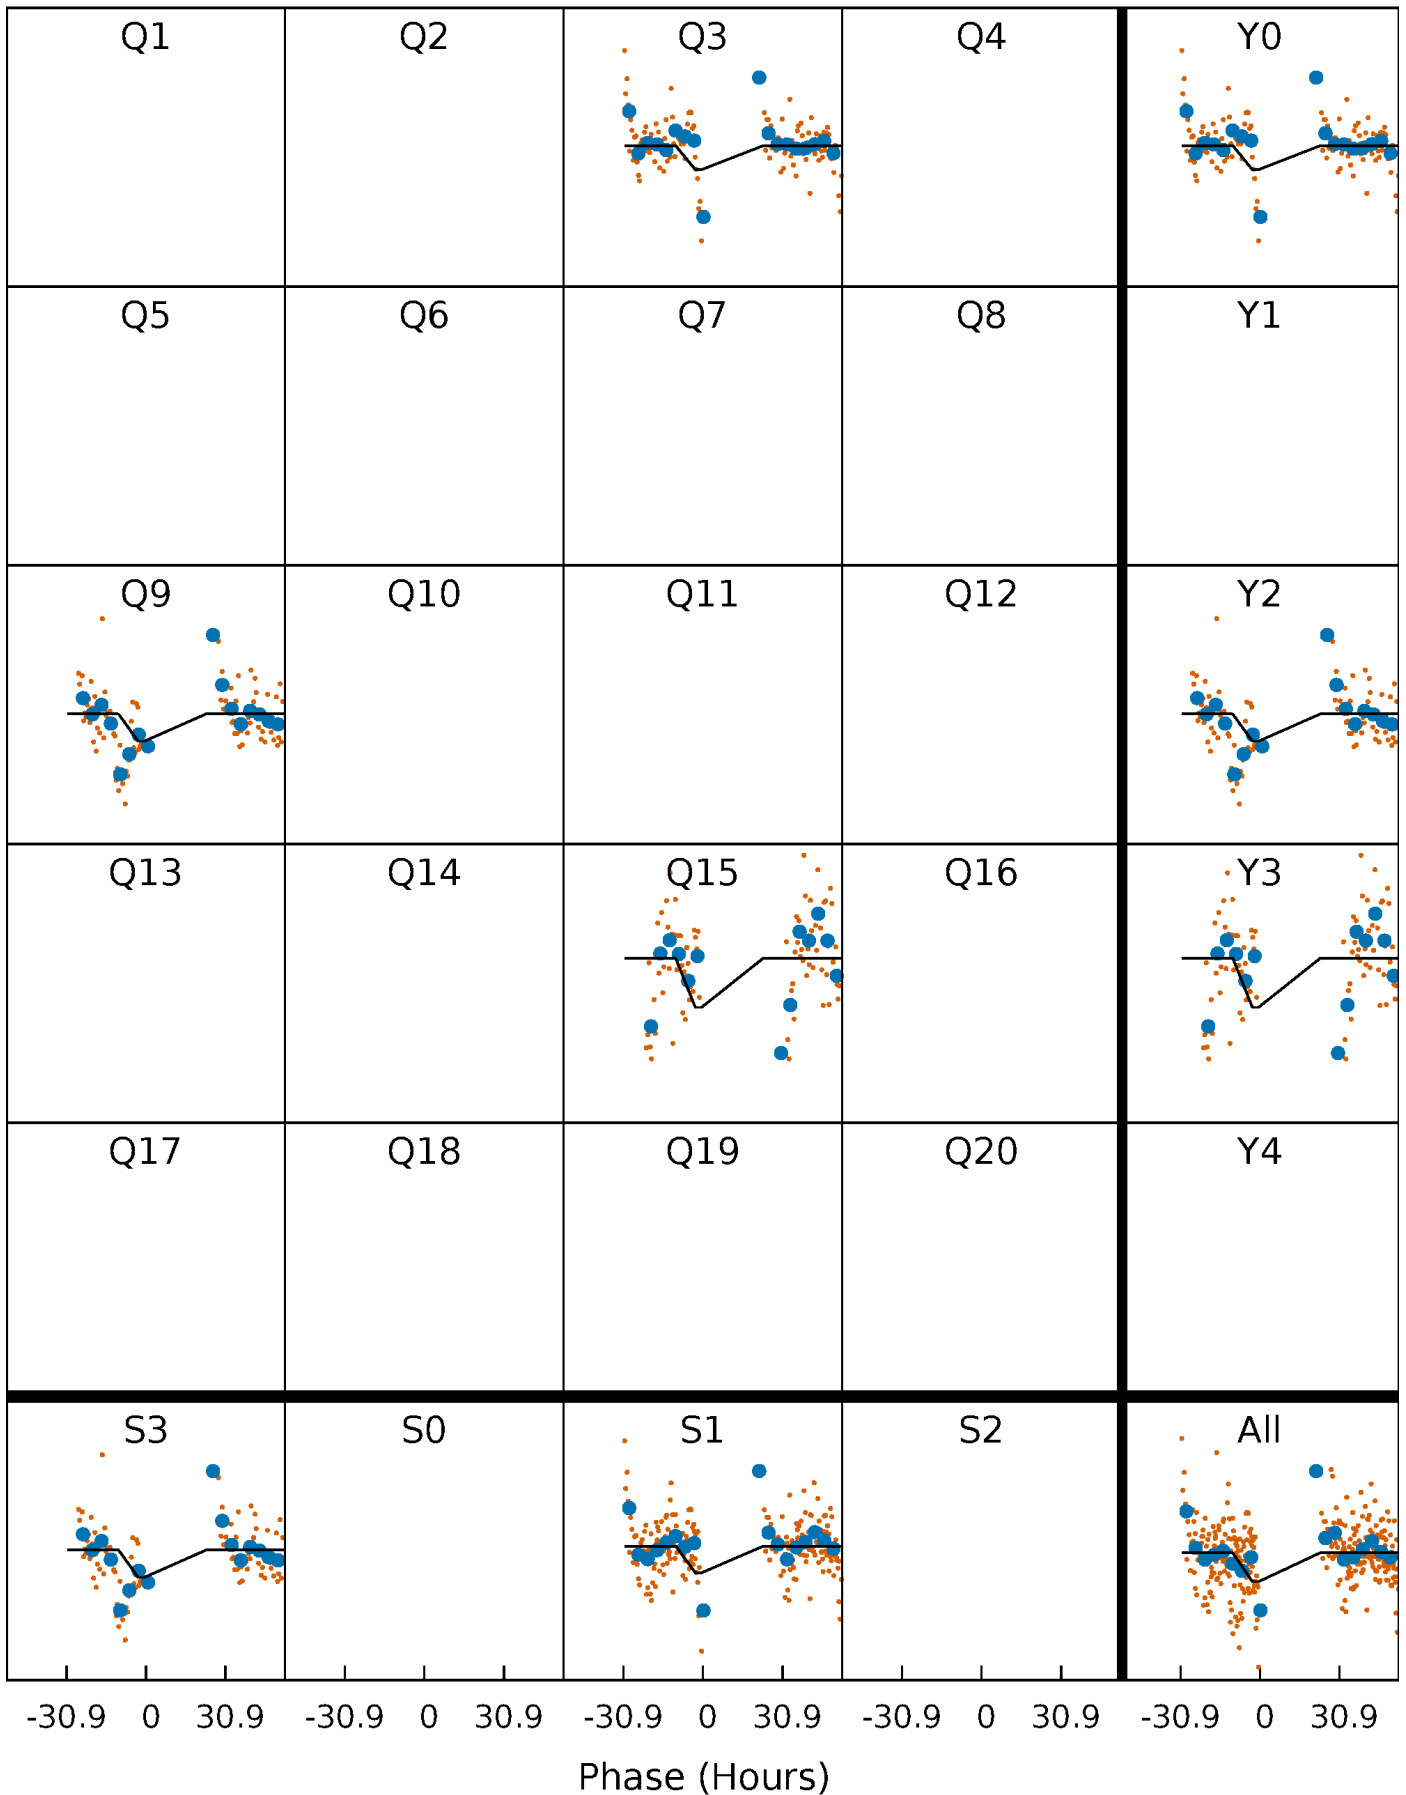 Q1 Q2 Q3 Q4 Y0
Q5 Q6 Q7 Q8 Y1
Q9 Q10 Q11 Q12 Y2
Q13 Q14 Q15 Q16 Y3
Q17 Q18 Q19 Q20 Y4
S3 S0 S1 S2 All
-30.9 0 30.9 -30.9 0 30.9 -30.9 0 30.9 -30.9 0 30.9 -30.9 0 30.9
Phase (Hours)